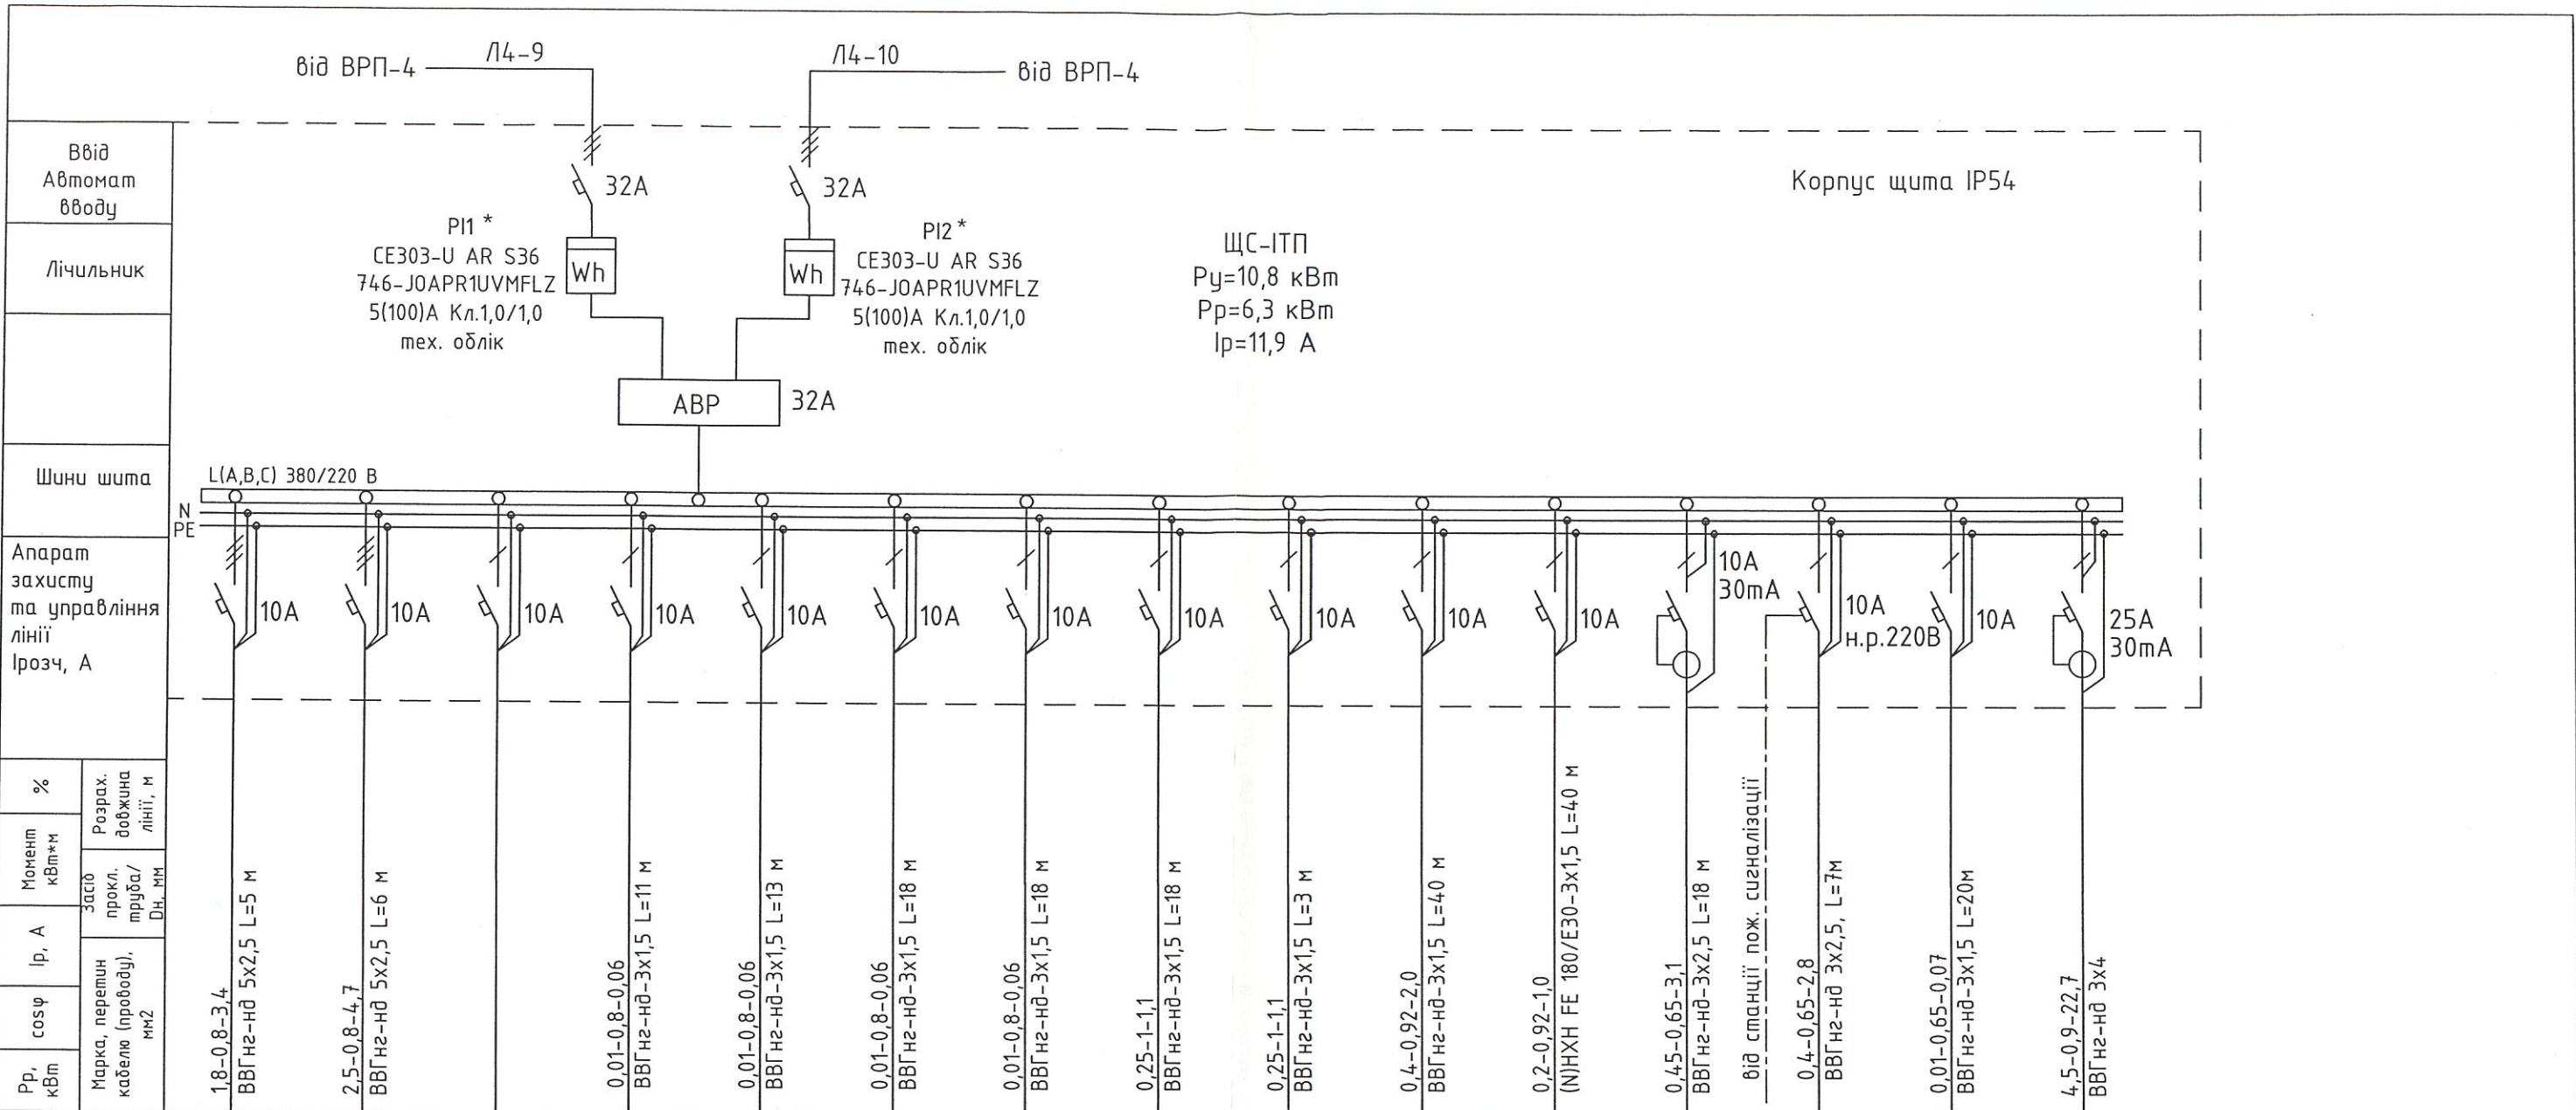 від ВРП-4
Л4-9
Л4-10
від ВРП-4
Ввід
Автомат
вводу
32А
32А
Корпус щита IP54
Лічильник
PI1 *
CE303-U AR S36
746-JOAPR1UVMFLZ
5(100)А Кл.1,0/1,0
тех. облік
Wh
Wh
PI2 *
CE303-U AR S36
746-JOAPR1UVMFLZ
5(100)А Кл.1,0/1,0
тех. облік
ЩС-ІТП
Ру=10,8 кВт
Рр=6,3 кВт
Ір=11,9 А
АВР
32А
Шини шита
L(A,B,C) 380/220 В
N
PE
Апарат
захисту
та управління
лінії
Ірозч, А
10А
10А
10А
10А
10А
10А
10А
10А
10А
10А
10А
10А
30mA
10А
н.р.220В
10А
25А
30mA
%
Момент
кВт*м
Ір, А
cosφ
Рр,
кВт
Розрах.
довжина
лінії, м
Засіб
прокл.
труба/
Dн, мм
Марка, перетин
кабелю (проводу),
мм2
1,8-0,8-3,4
ВВГнг-нд 5х2,5 L=5 м
2,5-0,8-4,7
ВВГнг-нд 5х2,5 L=6 м
0,01-0,8-0,06
ВВГнг-нд-3х1,5 L=11 м
0,01-0,8-0,06
ВВГнг-нд-3х1,5 L=13 м
0,01-0,8-0,06
ВВГнг-нд-3х1,5 L=18 м
0,01-0,8-0,06
ВВГнг-нд-3х1,5 L=18 м
0,25-1-1,1
ВВГнг-нд-3х1,5 L=18 м
0,25-1-1,1
ВВГнг-нд-3х1,5 L=3 м
0,4-0,92-2,0
ВВГнг-нд-3х1,5 L=40 м
0,2-0,92-1,0
(N)HXH FE 180/E30-3х1,5 L=40 м
0,45-0,65-3,1
ВВГнг-нд-3х2,5 L=18 м
від станції пож. сигналізації
0,4-0,65-2,8
ВВГнг-нд 3х2,5, L=7м
0,01-0,65-0,07
ВВГнг-нд-3х1,5 L=20м
4,5-0,9-22,7
ВВГнг-нд 3х4